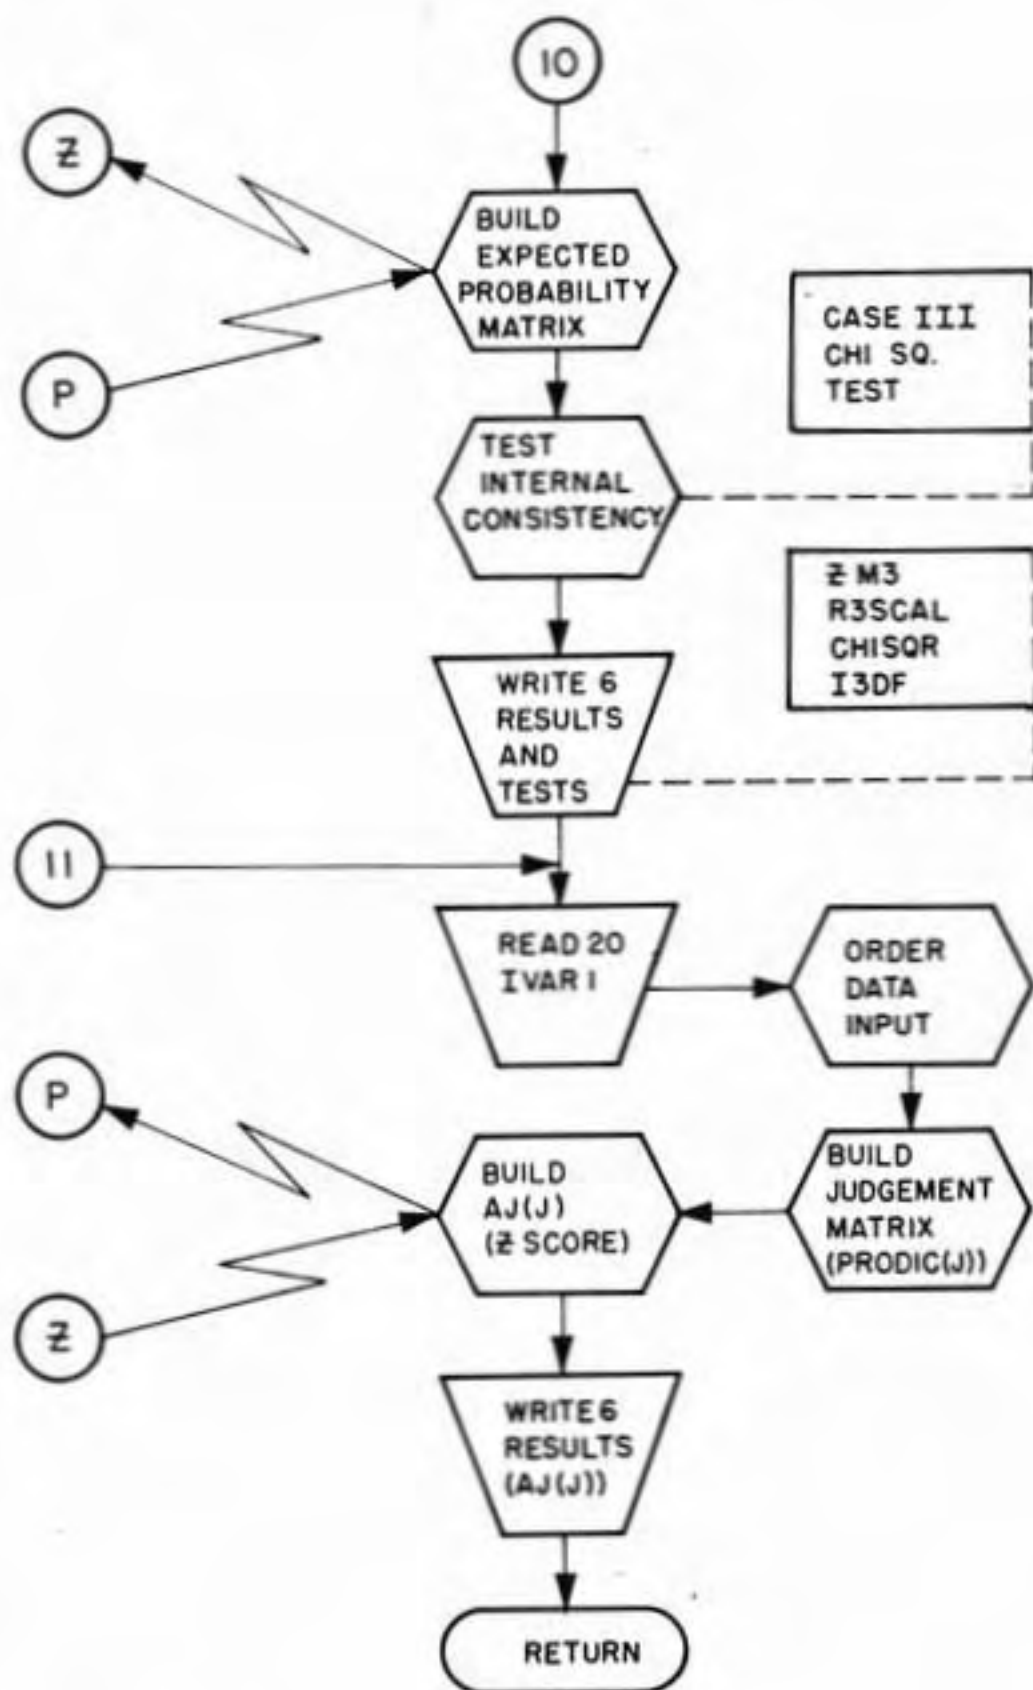 10
Ƶ
BUILD
EXPECTED
PROBABILITY
MATRIX
P
CASE III
CHI SQ.
TEST
TEST
INTERNAL
CONSISTENCY
Ƶ M3
R3SCAL
CHISQR
I3DF
WRITE 6
RESULTS
AND
TESTS
11
READ 20
IVAR 1
ORDER
DATA
INPUT
P
BUILD
JUDGEMENT
MATRIX
(PRODIC(J))
BUILD
AJ(J)
(Ƶ SCORE)
Ƶ
WRITE 6
RESULTS
(AJ(J))
RETURN